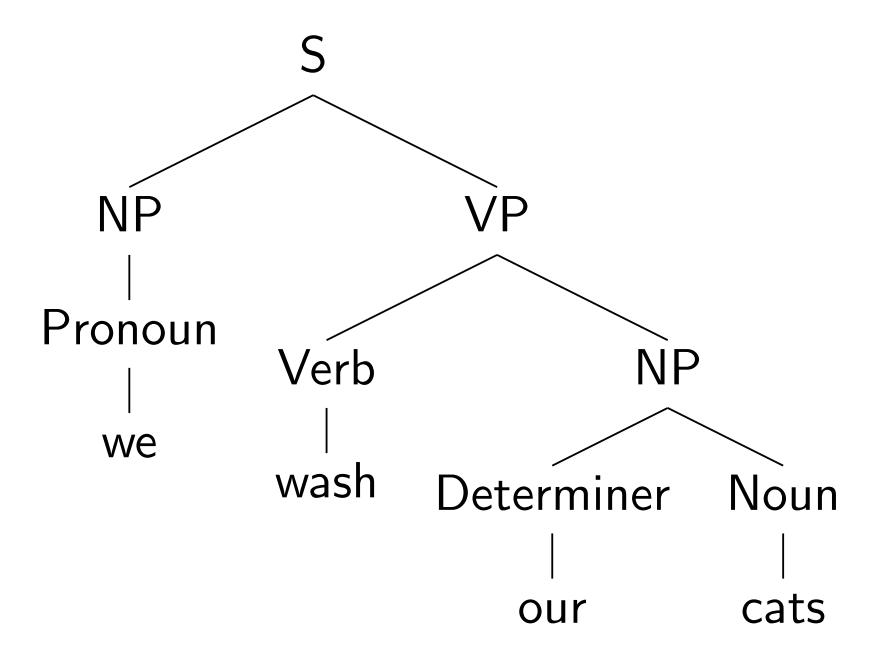 S
NP VP
Pronoun
Verb NP
we
wash
Determiner Noun
our cats